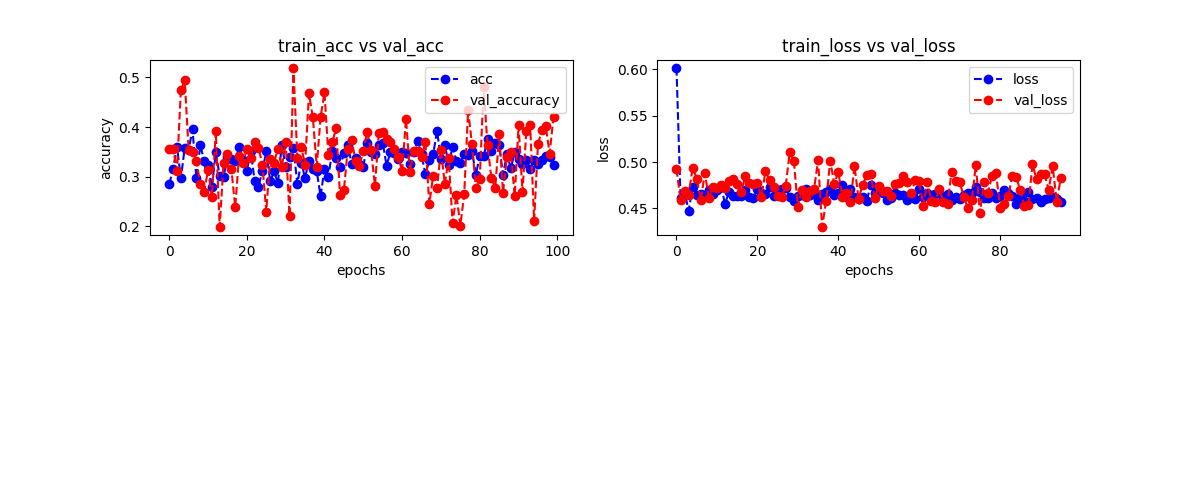 train_acc vs val_acc
accuracy
0.5
0.4
0.3
0.2
acc
val_accuracy
0 20 40 60 80 100
epochs
train_loss vs val_loss
loss
0.60
0.55
0.50
0.45
loss
val_loss
0 20 40 60 80
epochs